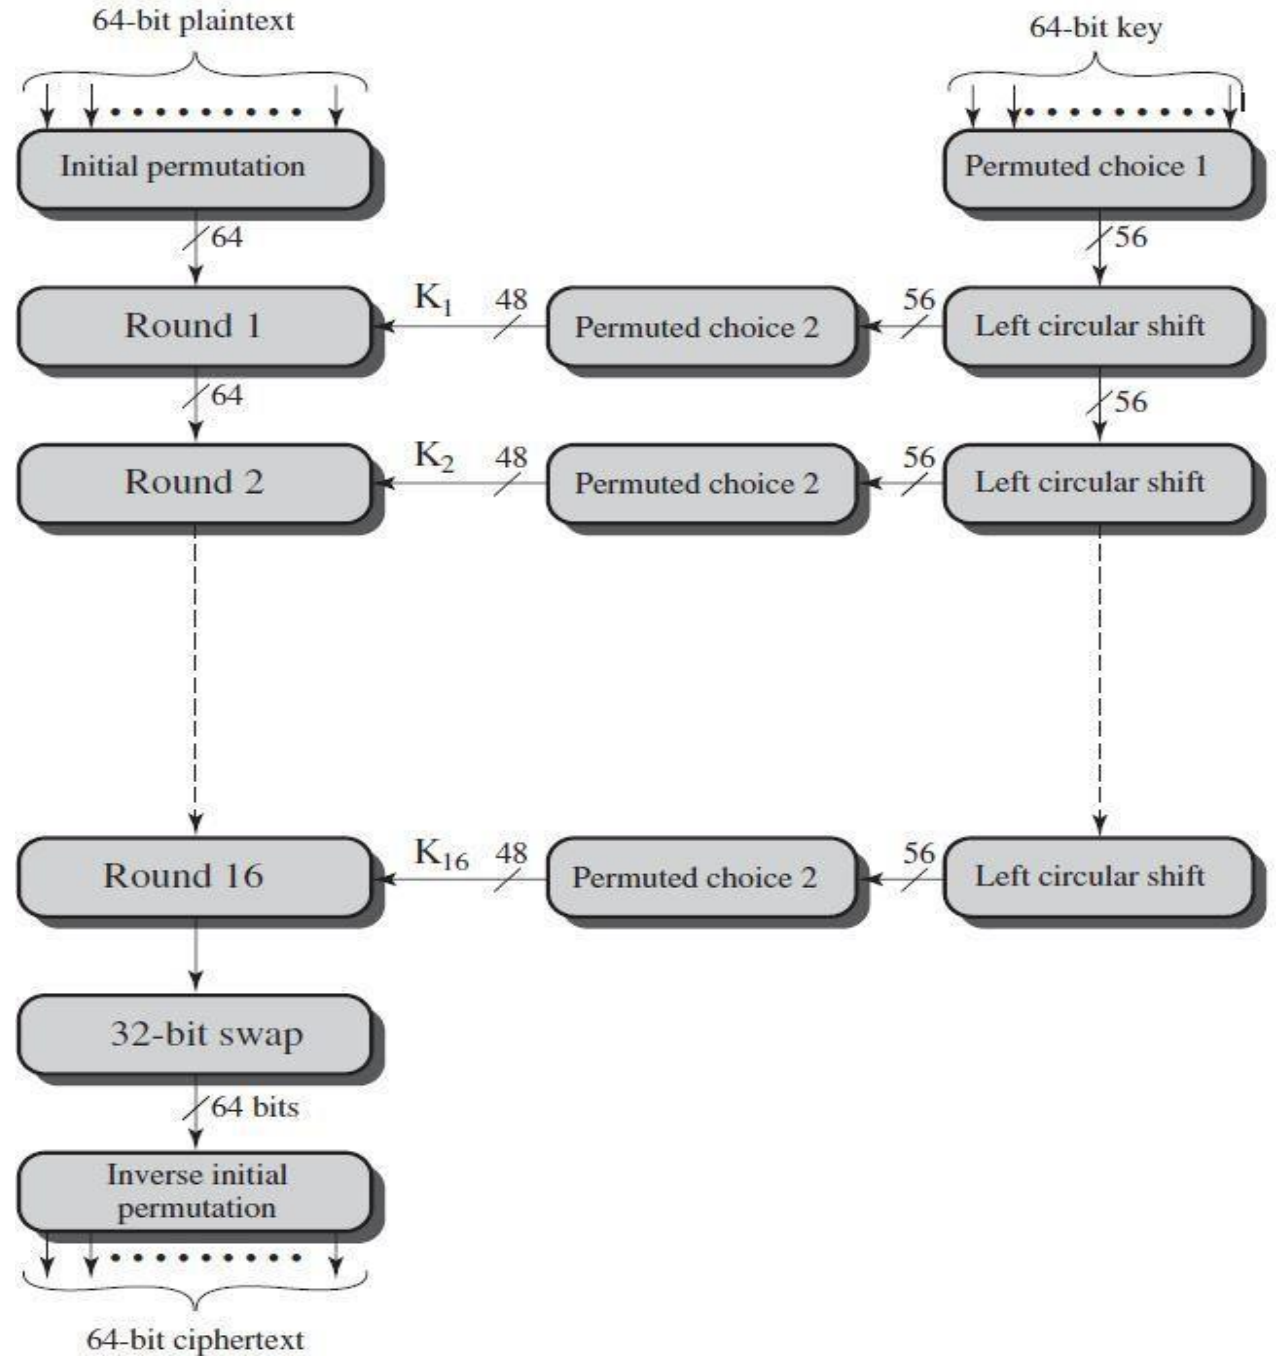 64-bit plaintext
64-bit key
Initial permutation
Permuted choice 1
64
56
Round 1
K1
48
Permuted choice 2
56
Left circular shift
64
56
Round 2
K2
48
Permuted choice 2
56
Left circular shift
Round 16
K16
48
Permuted choice 2
56
Left circular shift
32-bit swap
64 bits
Inverse initial
permutation
64-bit ciphertext